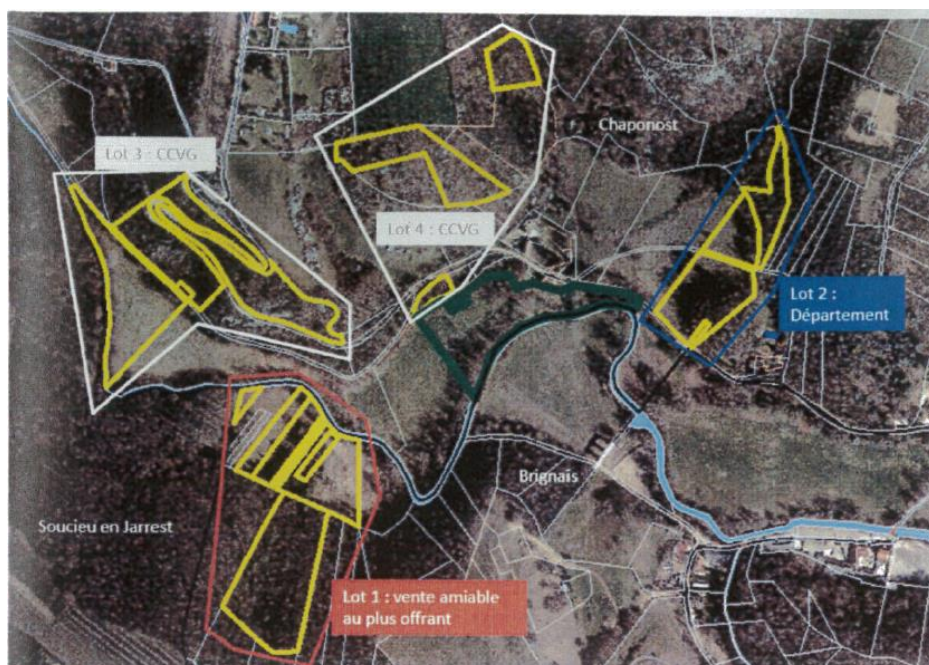 Chaponost
Lot 3 : CCVG
Lot 4 : CCVG
Lot 2 :
Département
Brignais
Soucieu en Jarrest
Lot 1 : vente amiable
au plus offrant